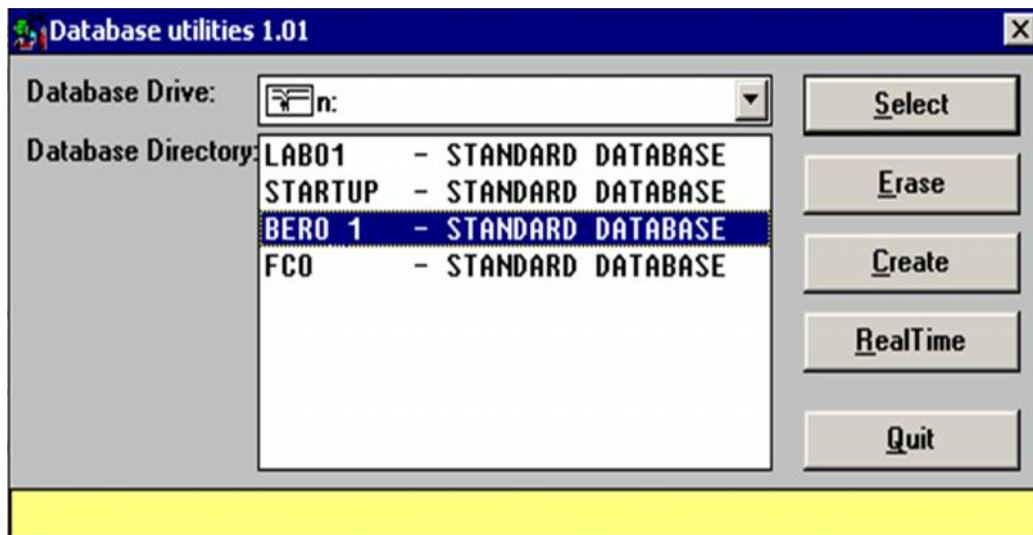 Database utilities 1.01
Database Drive:
n:
Select
Database Directory:
LABO1 - STANDARD DATABASE
STARTUP - STANDARD DATABASE
BERO 1 - STANDARD DATABASE
FCO - STANDARD DATABASE
Erase
Create
RealTime
Quit